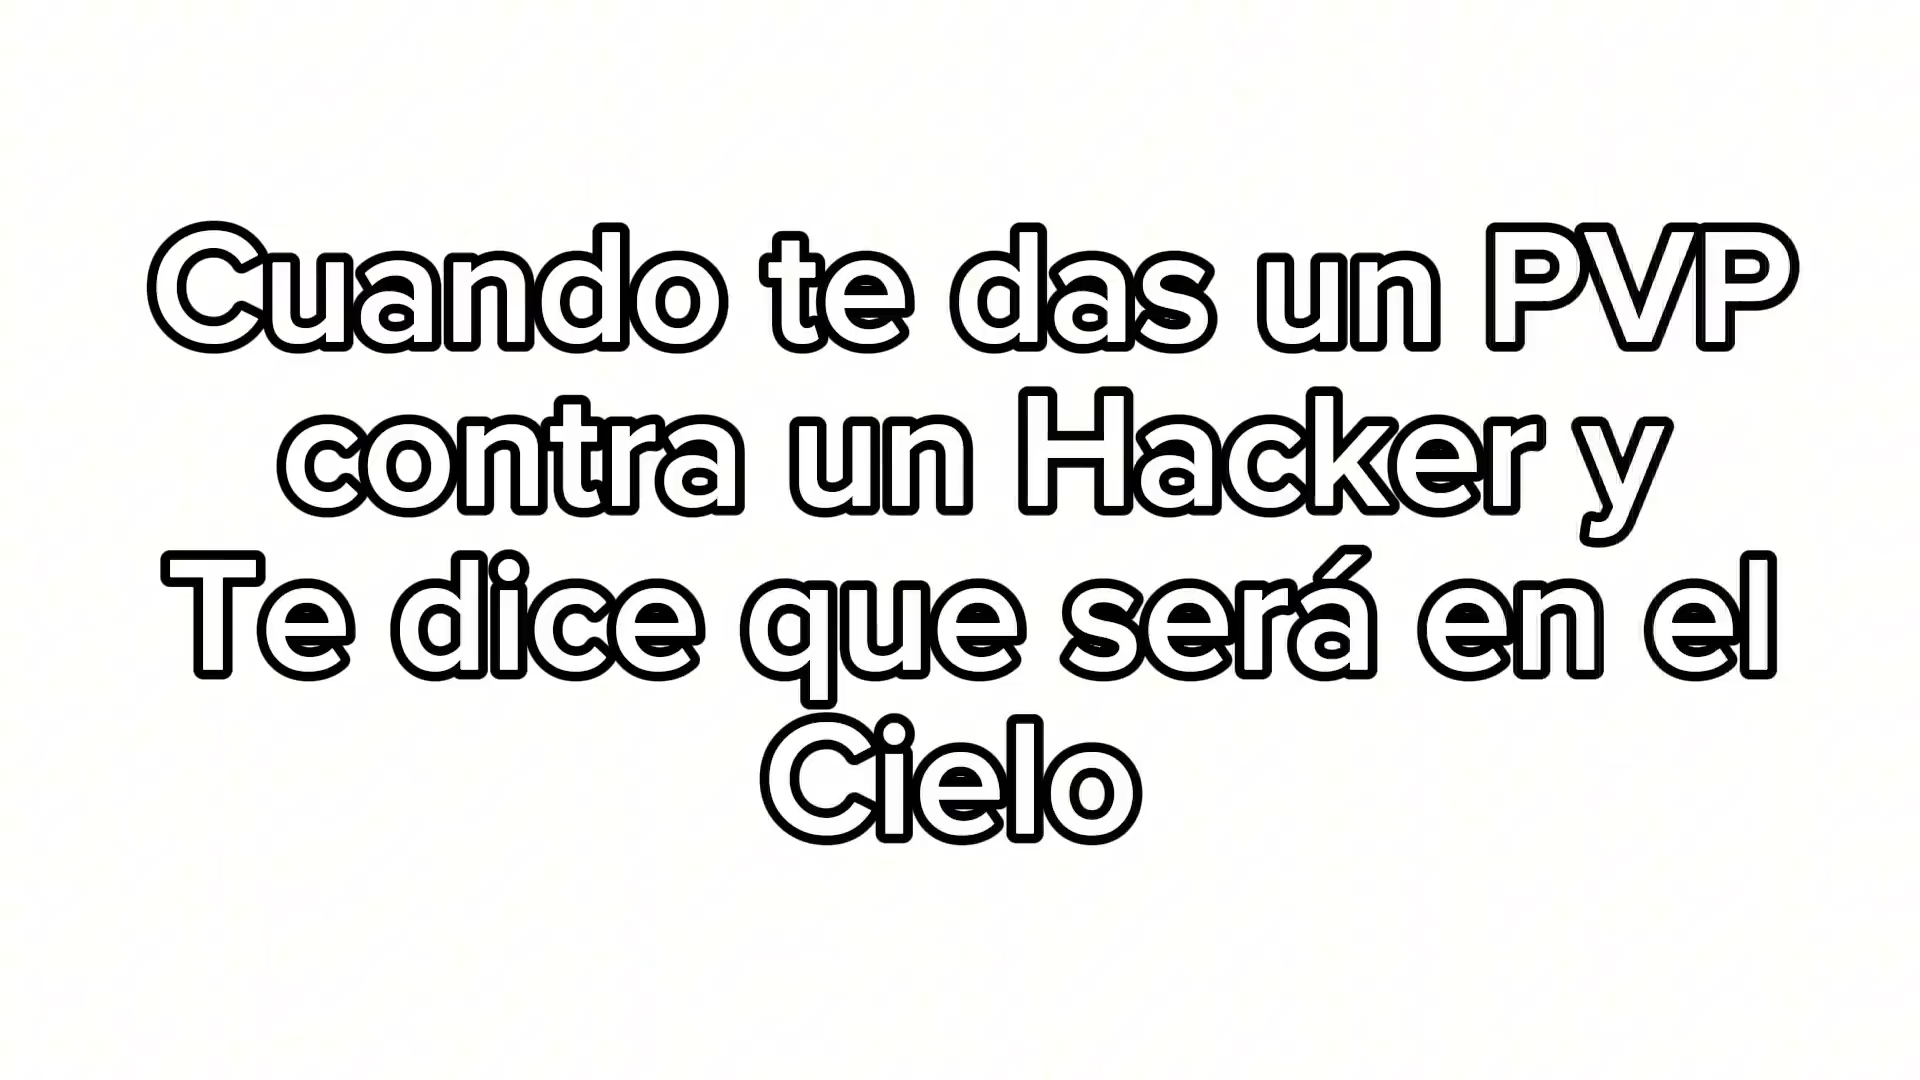 Cuando te das un PVP
contra un Hacker y
Te dice que será en el
Cielo